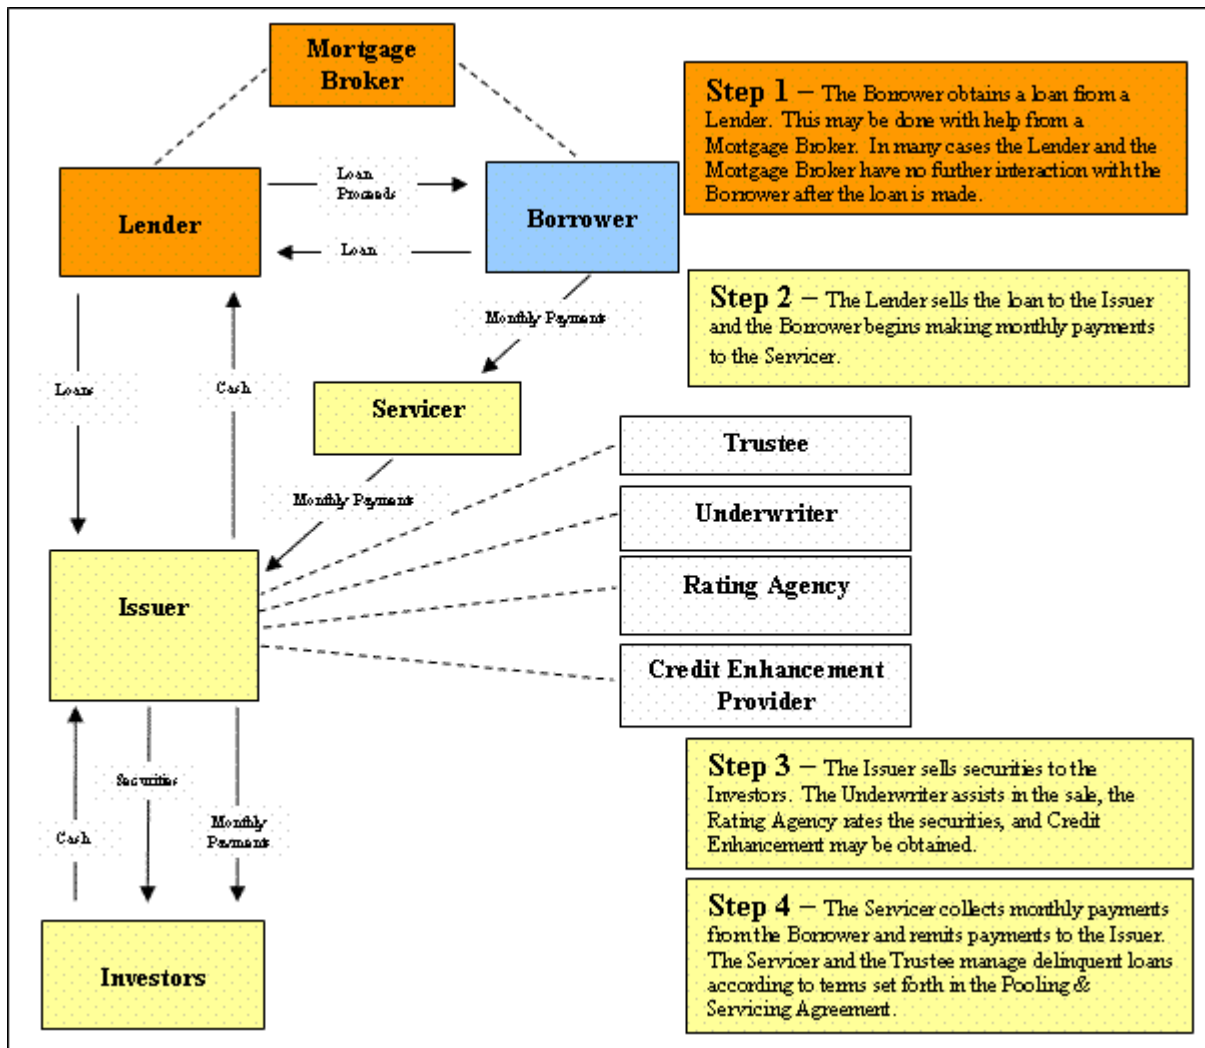 Mortgage
Broker
Step 1 – The Borrower obtains a loan from a
Lender. This may be done with help from a
Mortgage Broker. In many cases the Lender and the
Mortgage Broker have no further interaction with the
Borrower after the loan is made.
Lender
Loan
Proceeds
Borrower
Loan
Step 2 – The Lender sells the loan to the Issuer
and the Borrower begins making monthly payments
to the Servicer.
Monthly Payments
Loans
Cash
Servicer
Trustee
Monthly Payments
Underwriter
Issuer
Rating Agency
Credit Enhancement
Provider
Step 3 – The Issuer sells securities to the
Investors. The Underwriter assists in the sale, the
Rating Agency rates the securities, and Credit
Enhancement may be obtained.
Securities
Cash
Monthly
Payments
Step 4 – The Servicer collects monthly payments
from the Borrower and remits payments to the Issuer.
The Servicer and the Trustee manage delinquent loans
according to terms set forth in the Pooling &
Servicing Agreement.
Investors